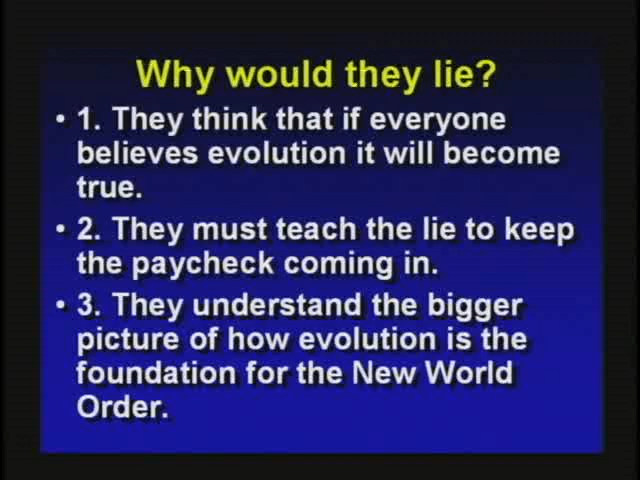 Why would they lie?
• 1. They think that if everyone
believes evolution it will become
true.
• 2. They must teach the lie to keep
the paycheck coming in.
• 3. They understand the bigger
picture of how evolution is the
foundation for the New World
Order.